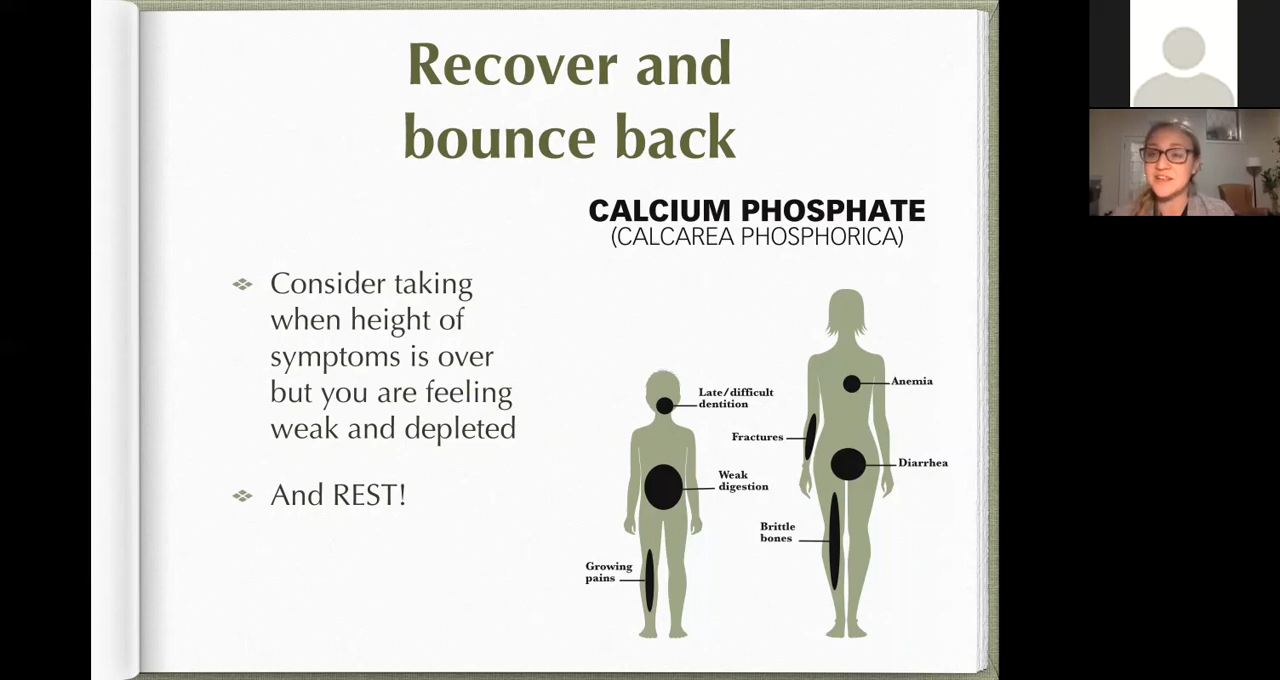 Recover and
bounce back
CALCIUM PHOSPHATE
(CALCAREA PHOSPHORICA)
Consider taking
when height of
symptoms is over
but you are feeling
weak and depleted
And REST!
Late/difficult
dentition
Weak
digestion
Growing
pains
Anemia
Fractures
Diarrhea
Brittle
bones